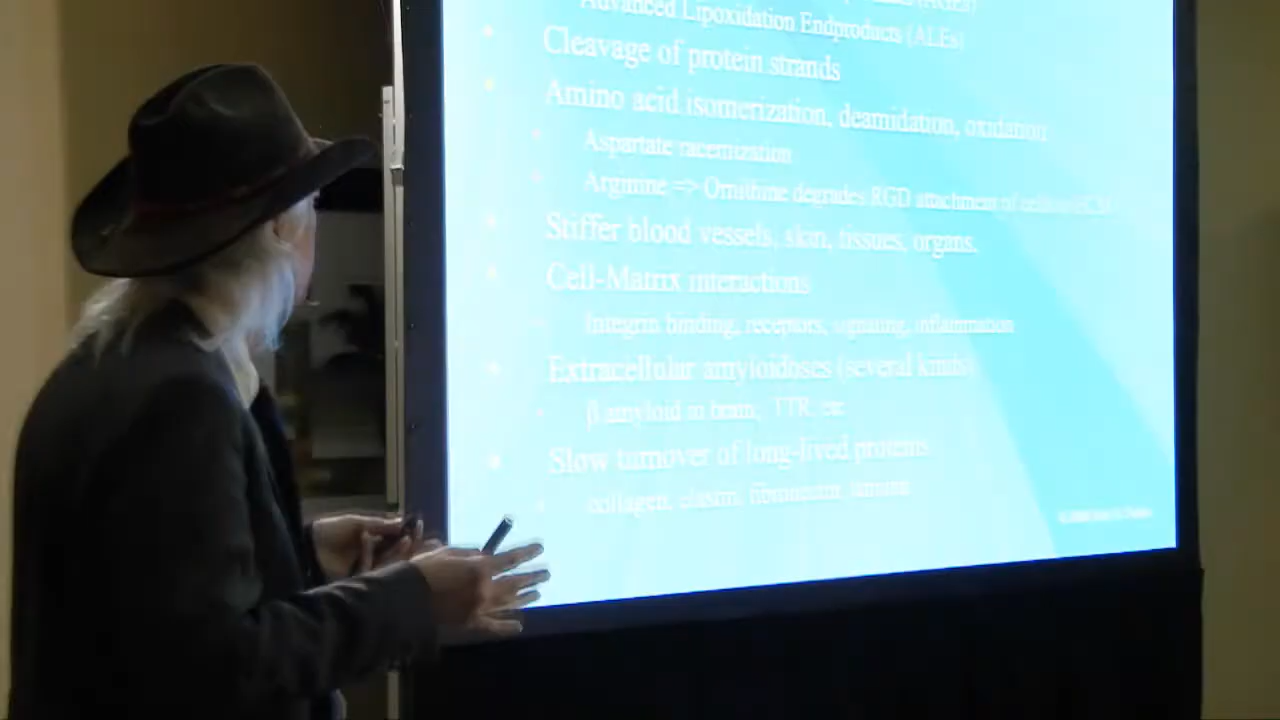 (AGEs)
Advanced Lipoxidation Endproducts (ALEs)
Cleavage of protein strands
Amino acid isomerization, deamidation, oxidation
Aspartate racemization
Arginine => Ornithine degrades RGD attachment of
Stiffer blood vessels, skin, tissues, organs.
Cell-Matrix interactions
Integrin binding, receptors, signaling, inflammation
Extracellular amyloidoses (several kinds)
β amyloid in brain, TTR, etc
Slow turnover of long-lived proteins
collagen, elastin, fibronectin, laminin